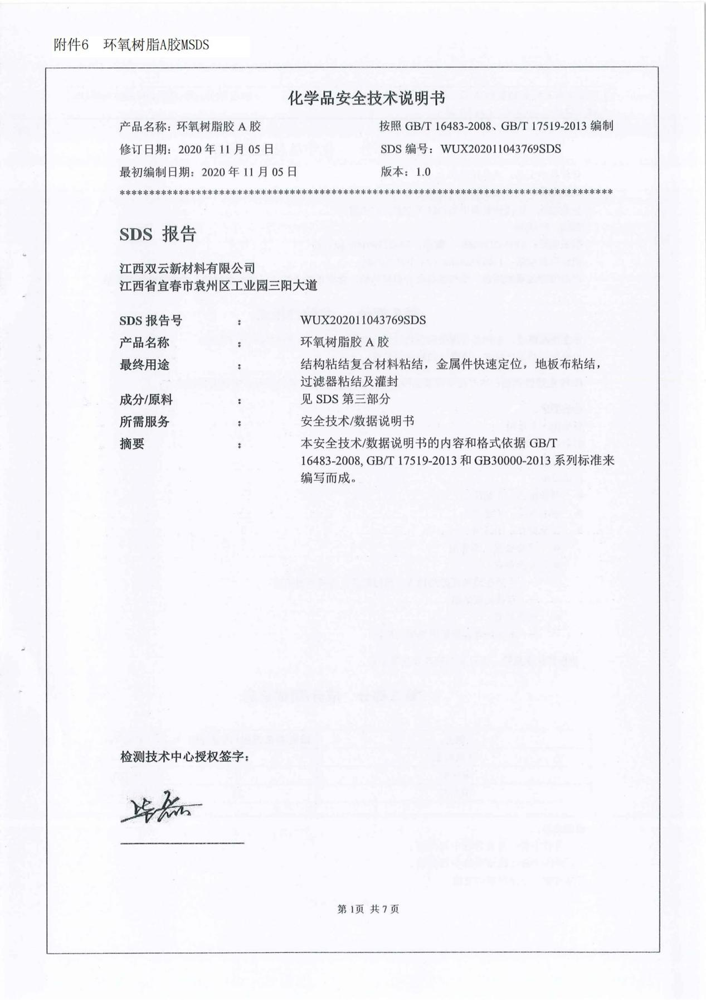 附件6 环氧树脂A胶MSDS
化学品安全技术说明书
产品名称：环氧树脂胶 A 胶 按照 GB/T 16483-2008、GB/T 17519-2013 编制
修订日期：2020 年 11 月 05 日 SDS 编号：WUX202011043769SDS
最初编制日期：2020 年 11 月 05 日 版本：1.0
************************************************************************************
SDS 报告
江西双云新材料有限公司
江西省宜春市袁州区工业园三阳大道
SDS 报告号 ： WUX202011043769SDS
产品名称 ： 环氧树脂胶 A 胶
最终用途 ： 结构粘结复合材料粘结，金属件快速定位，地板布粘结，
过滤器粘结及灌封
成分/原料 ： 见 SDS 第三部分
所需服务 ： 安全技术/数据说明书
摘要 ： 本安全技术/数据说明书的内容和格式依据 GB/T
16483-2008, GB/T 17519-2013 和 GB30000-2013 系列标准来
编写而成。
检测技术中心授权签字：
第 1页 共 7 页